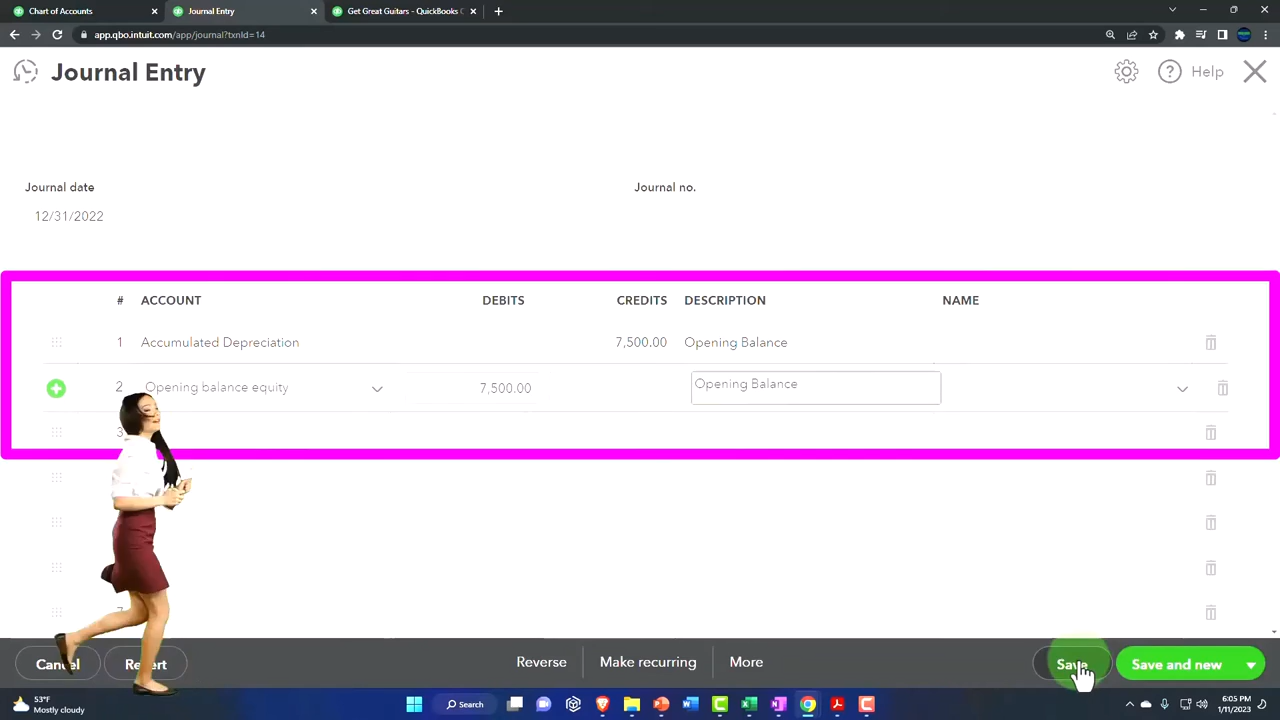 Chart of Accounts
Journal Entry
Get Great Guitars - QuickBooks O
app.qbo.intuit.com/app/journal?txnId=14
Journal Entry
Help
Journal date
Journal no.
12/31/2022
# ACCOUNT DEBITS CREDITS DESCRIPTION NAME
1 Accumulated Depreciation 7,500.00 Opening Balance
2 Opening balance equity 7,500.00 Opening Balance
3
7
Cancel Revert Reverse Make recurring More Save Save and new
53°F
Mostly cloudy
Search
6:05 PM
1/11/2023